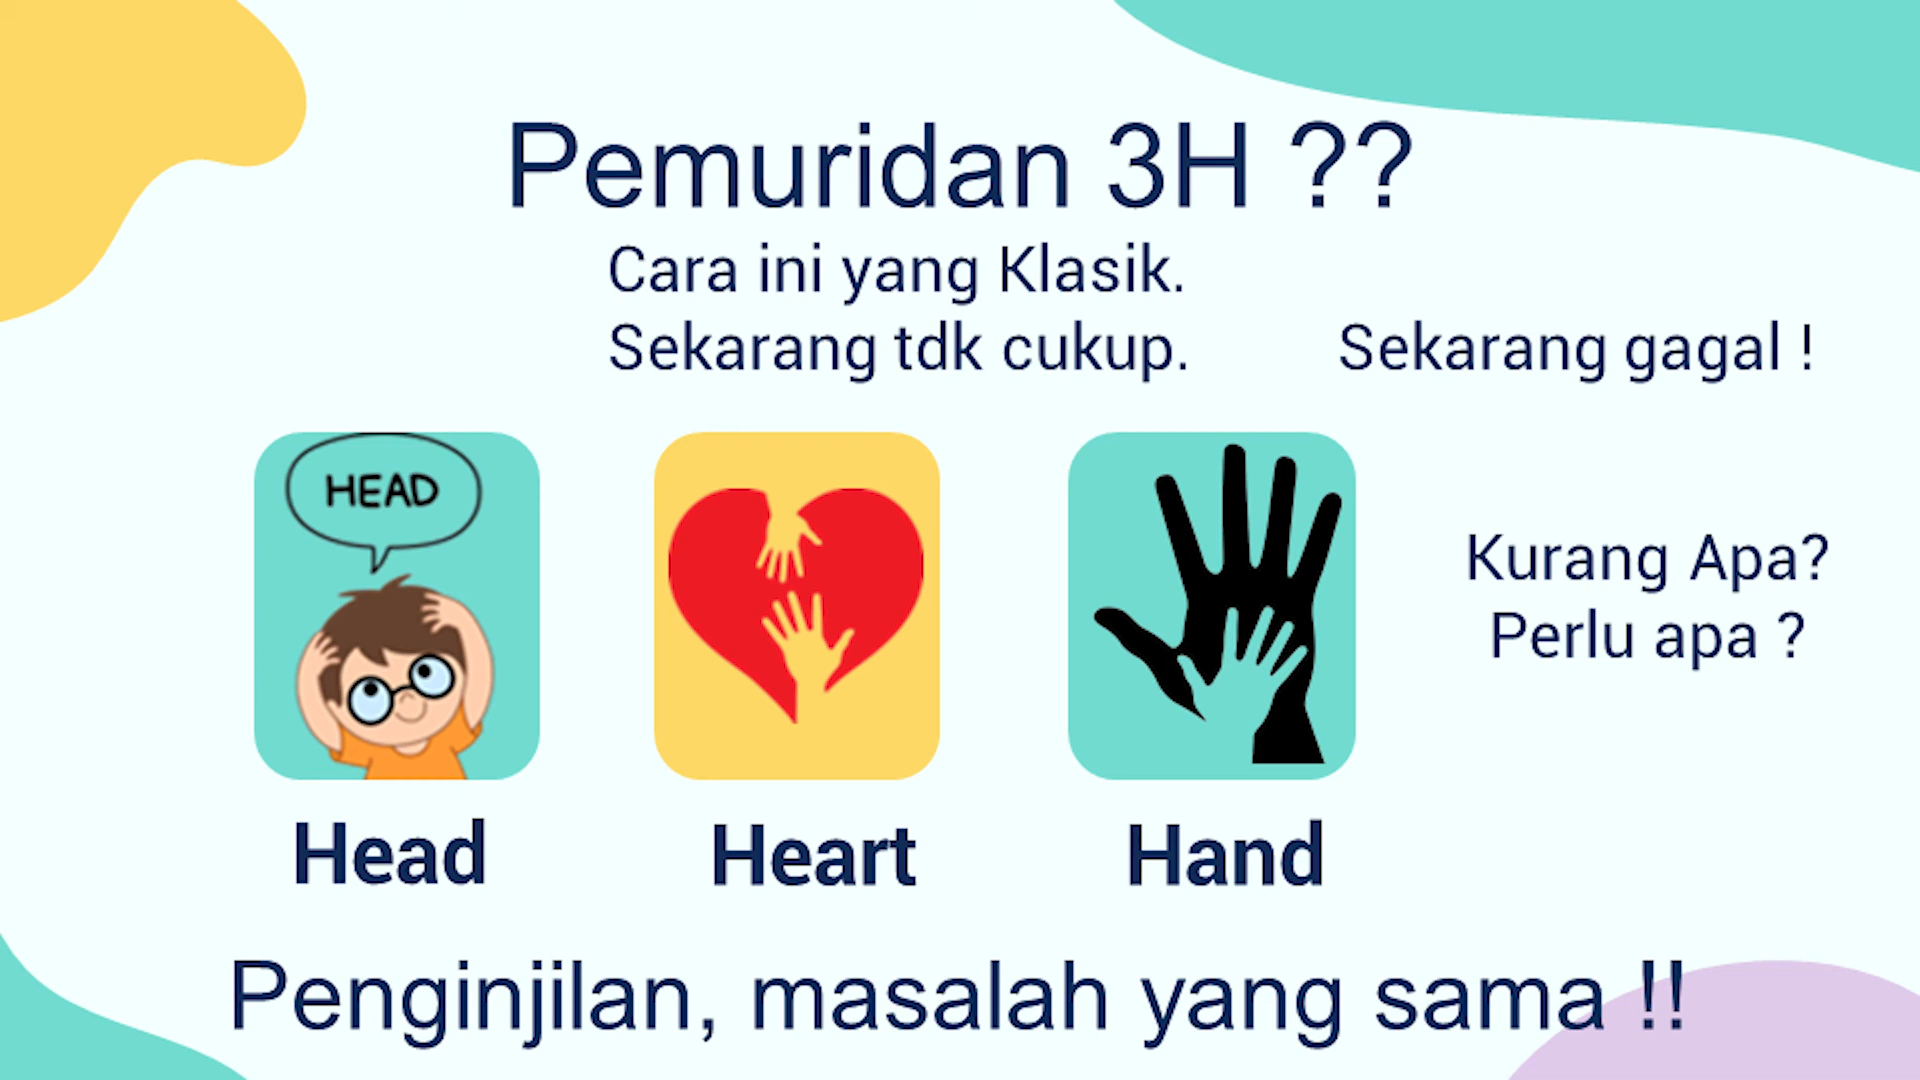 Pemuridan 3H ??
Cara ini yang Klasik.
Sekarang tdk cukup.
Sekarang gagal !
HEAD
Kurang Apa?
Perlu apa ?
Head
Heart
Hand
Penginjilan, masalah yang sama !!